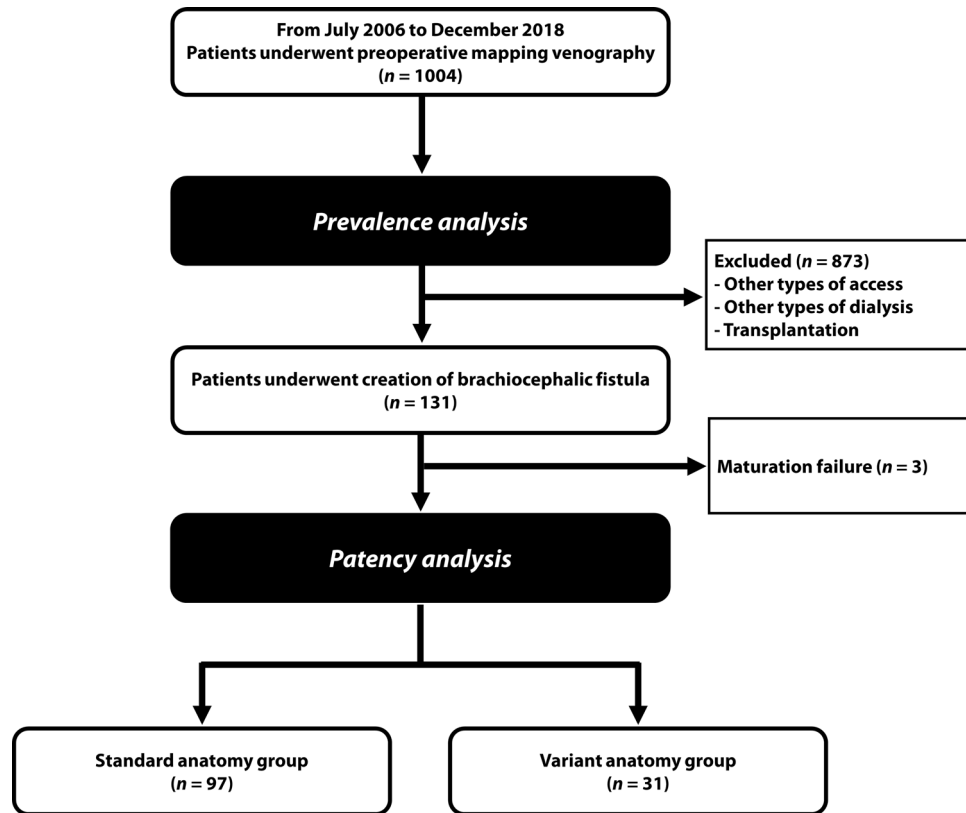 From July 2006 to December 2018
Patients underwent preoperative mapping venography
(n = 1004)
Prevalence analysis
Excluded (n = 873)
- Other types of access
- Other types of dialysis
- Transplantation
Patients underwent creation of brachiocephalic fistula
(n = 131)
Maturation failure (n = 3)
Patency analysis
Standard anatomy group
(n = 97)
Variant anatomy group
(n = 31)